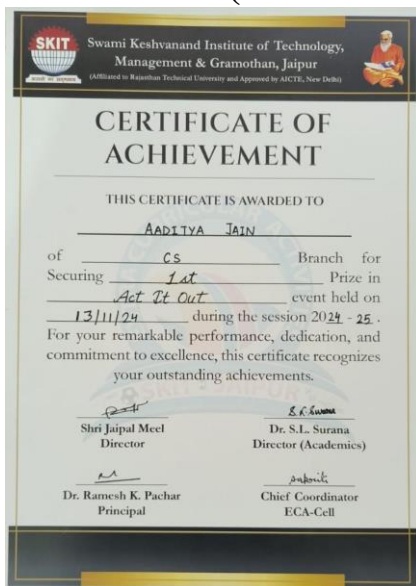 SKIT
Swami Keshvanand Institute of Technology,
Management & Gramothan, Jaipur
(Affiliated to Rajasthan Technical University and Approved by AICTE, New Delhi)
CERTIFICATE OF
ACHIEVEMENT
THIS CERTIFICATE IS AWARDED TO
AADITYA JAIN
of CS Branch for
Securing 1st Prize in
Act It Out event held on
13/11/24 during the session 2024 - 25.
For your remarkable performance, dedication, and
commitment to excellence, this certificate recognizes
your outstanding achievements.
S.L. Surana
Shri Jaipal Meel
Director
Dr. S.L. Surana
Director (Academics)
Dr. Ramesh K. Pachar
Principal
Chief Coordinator
ECA-Cell